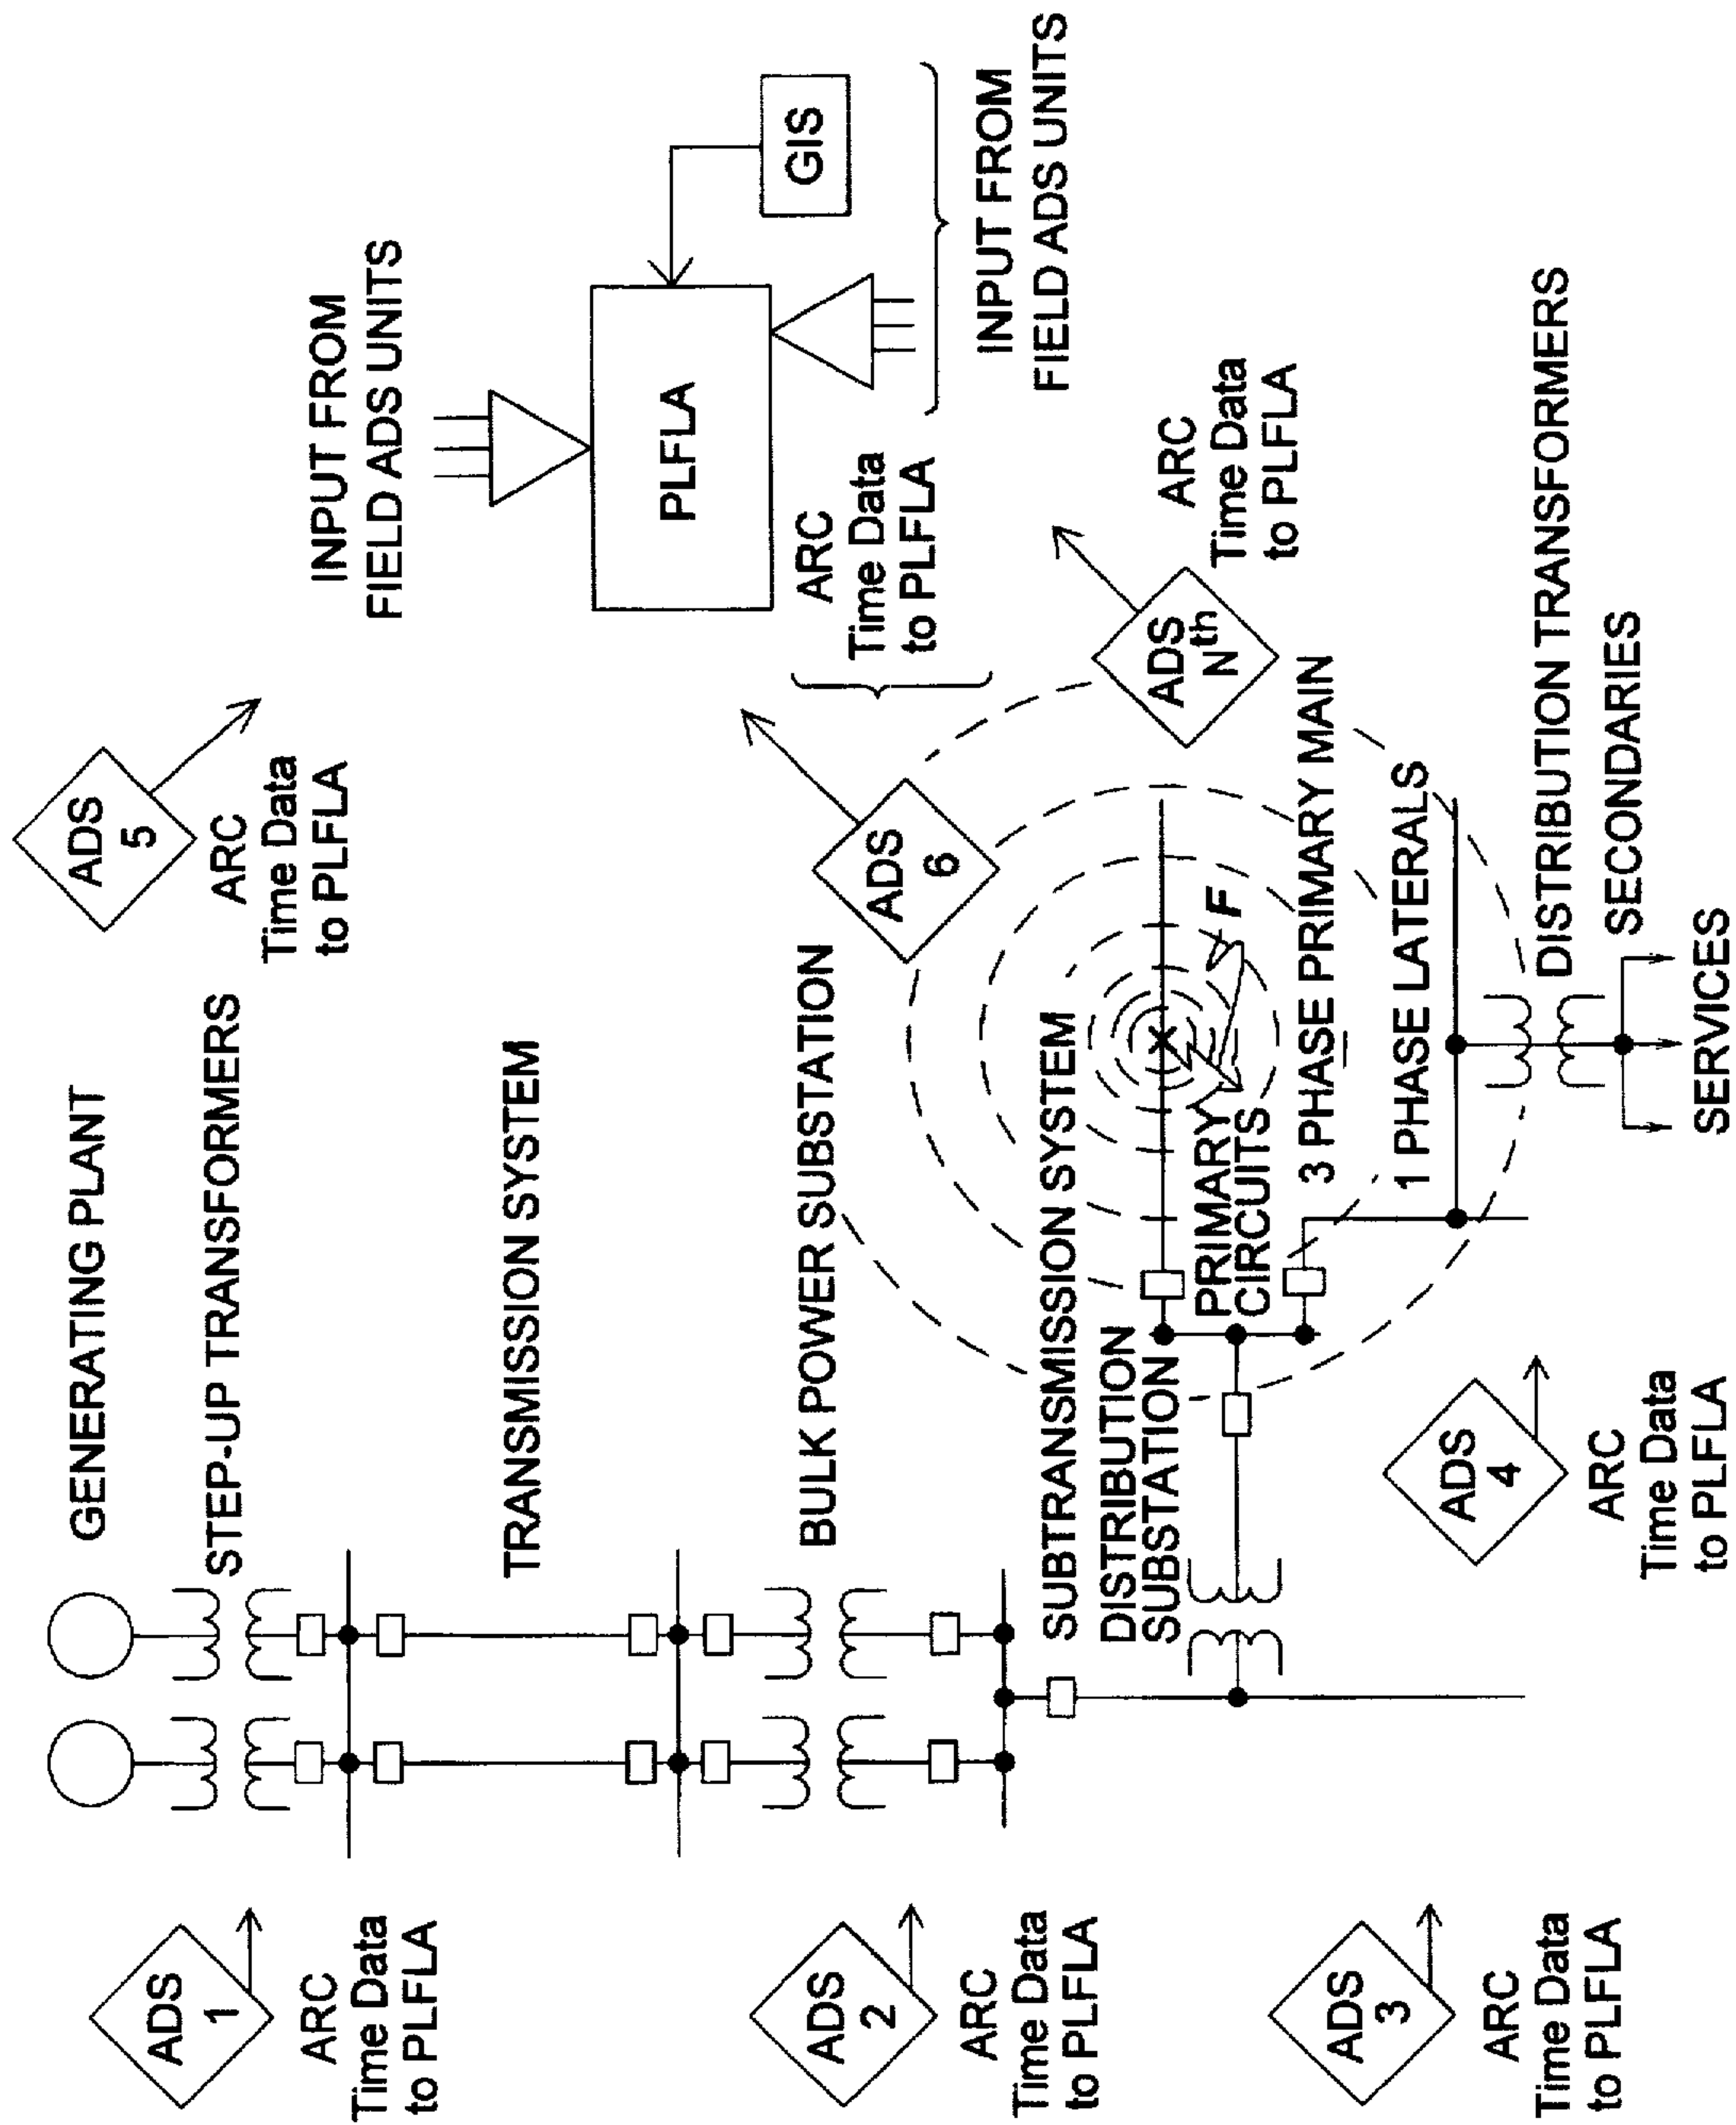 GENERATING PLANT
STEP-UP TRANSFORMERS
TRANSMISSION SYSTEM
BULK POWER SUBSTATION
SUBTRANSMISSION SYSTEM
DISTRIBUTION
SUBSTATION
PRIMARY
CIRCUITS
F
3 PHASE PRIMARY MAIN
1 PHASE LATERALS
DISTRIBUTION TRANSFORMERS
SECONDARIES
SERVICES
ADS
1
ARC
Time Data
to PLFLA
ADS
2
ARC
Time Data
to PLFLA
ADS
3
ARC
Time Data
to PLFLA
ADS
4
ARC
Time Data
to PLFLA
ADS
5
ARC
Time Data
to PLFLA
ADS
6
ARC
Time Data
to PLFLA
ADS
Nth
ARC
Time Data
to PLFLA
INPUT FROM
FIELD ADS UNITS
PLFLA
GIS
INPUT FROM
FIELD ADS UNITS